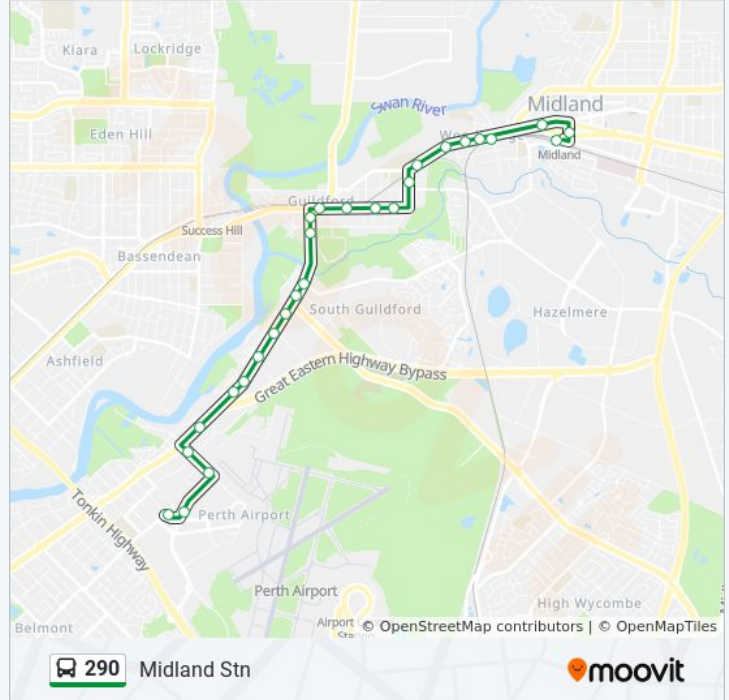 Kiara
Lockridge
Swan River
Midland
Eden Hill
Midland
Guildford
Success Hill
Bassendean
South Guildford
Hazelmere
Ashfield
Great Eastern Highway Bypass
Tonkin Highway
Perth Airport
Perth Airport
Airport
High Wycombe
Belmont
© OpenStreetMap contributors | © OpenMapTiles
290 Midland Stn
moovit